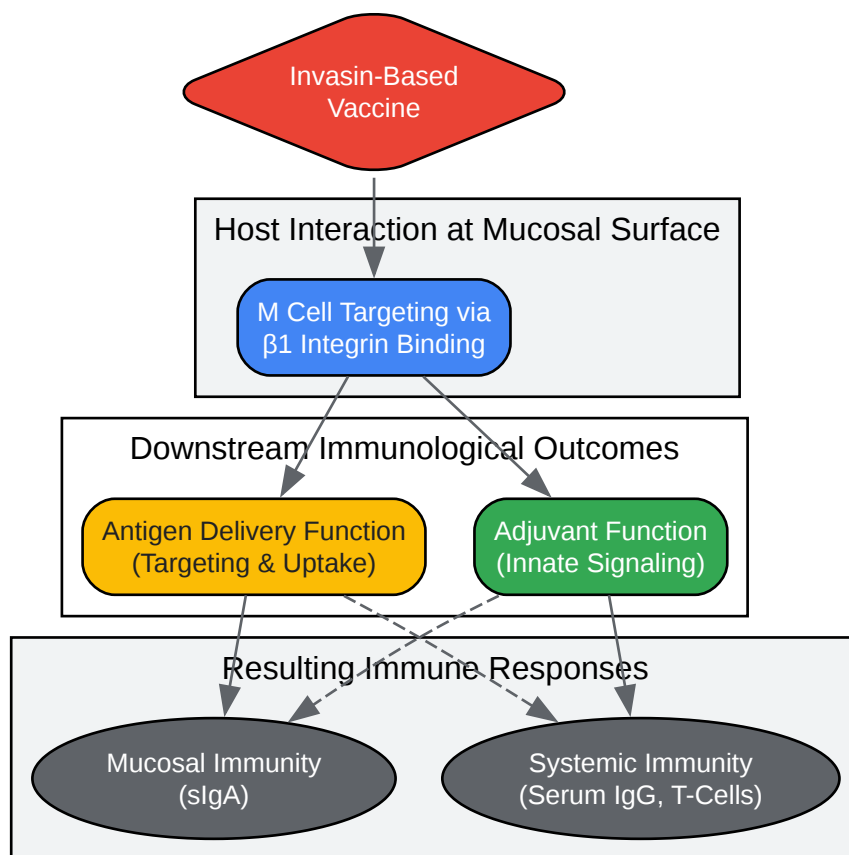 Invasin-Based
Vaccine
Host Interaction at Mucosal Surface
M Cell Targeting via
β1 Integrin Binding
Downstream Immunological Outcomes
Antigen Delivery Function
(Targeting & Uptake)
Adjuvant Function
(Innate Signaling)
Resulting Immune Responses
Mucosal Immunity
(sIgA)
Systemic Immunity
(Serum IgG, T-Cells)